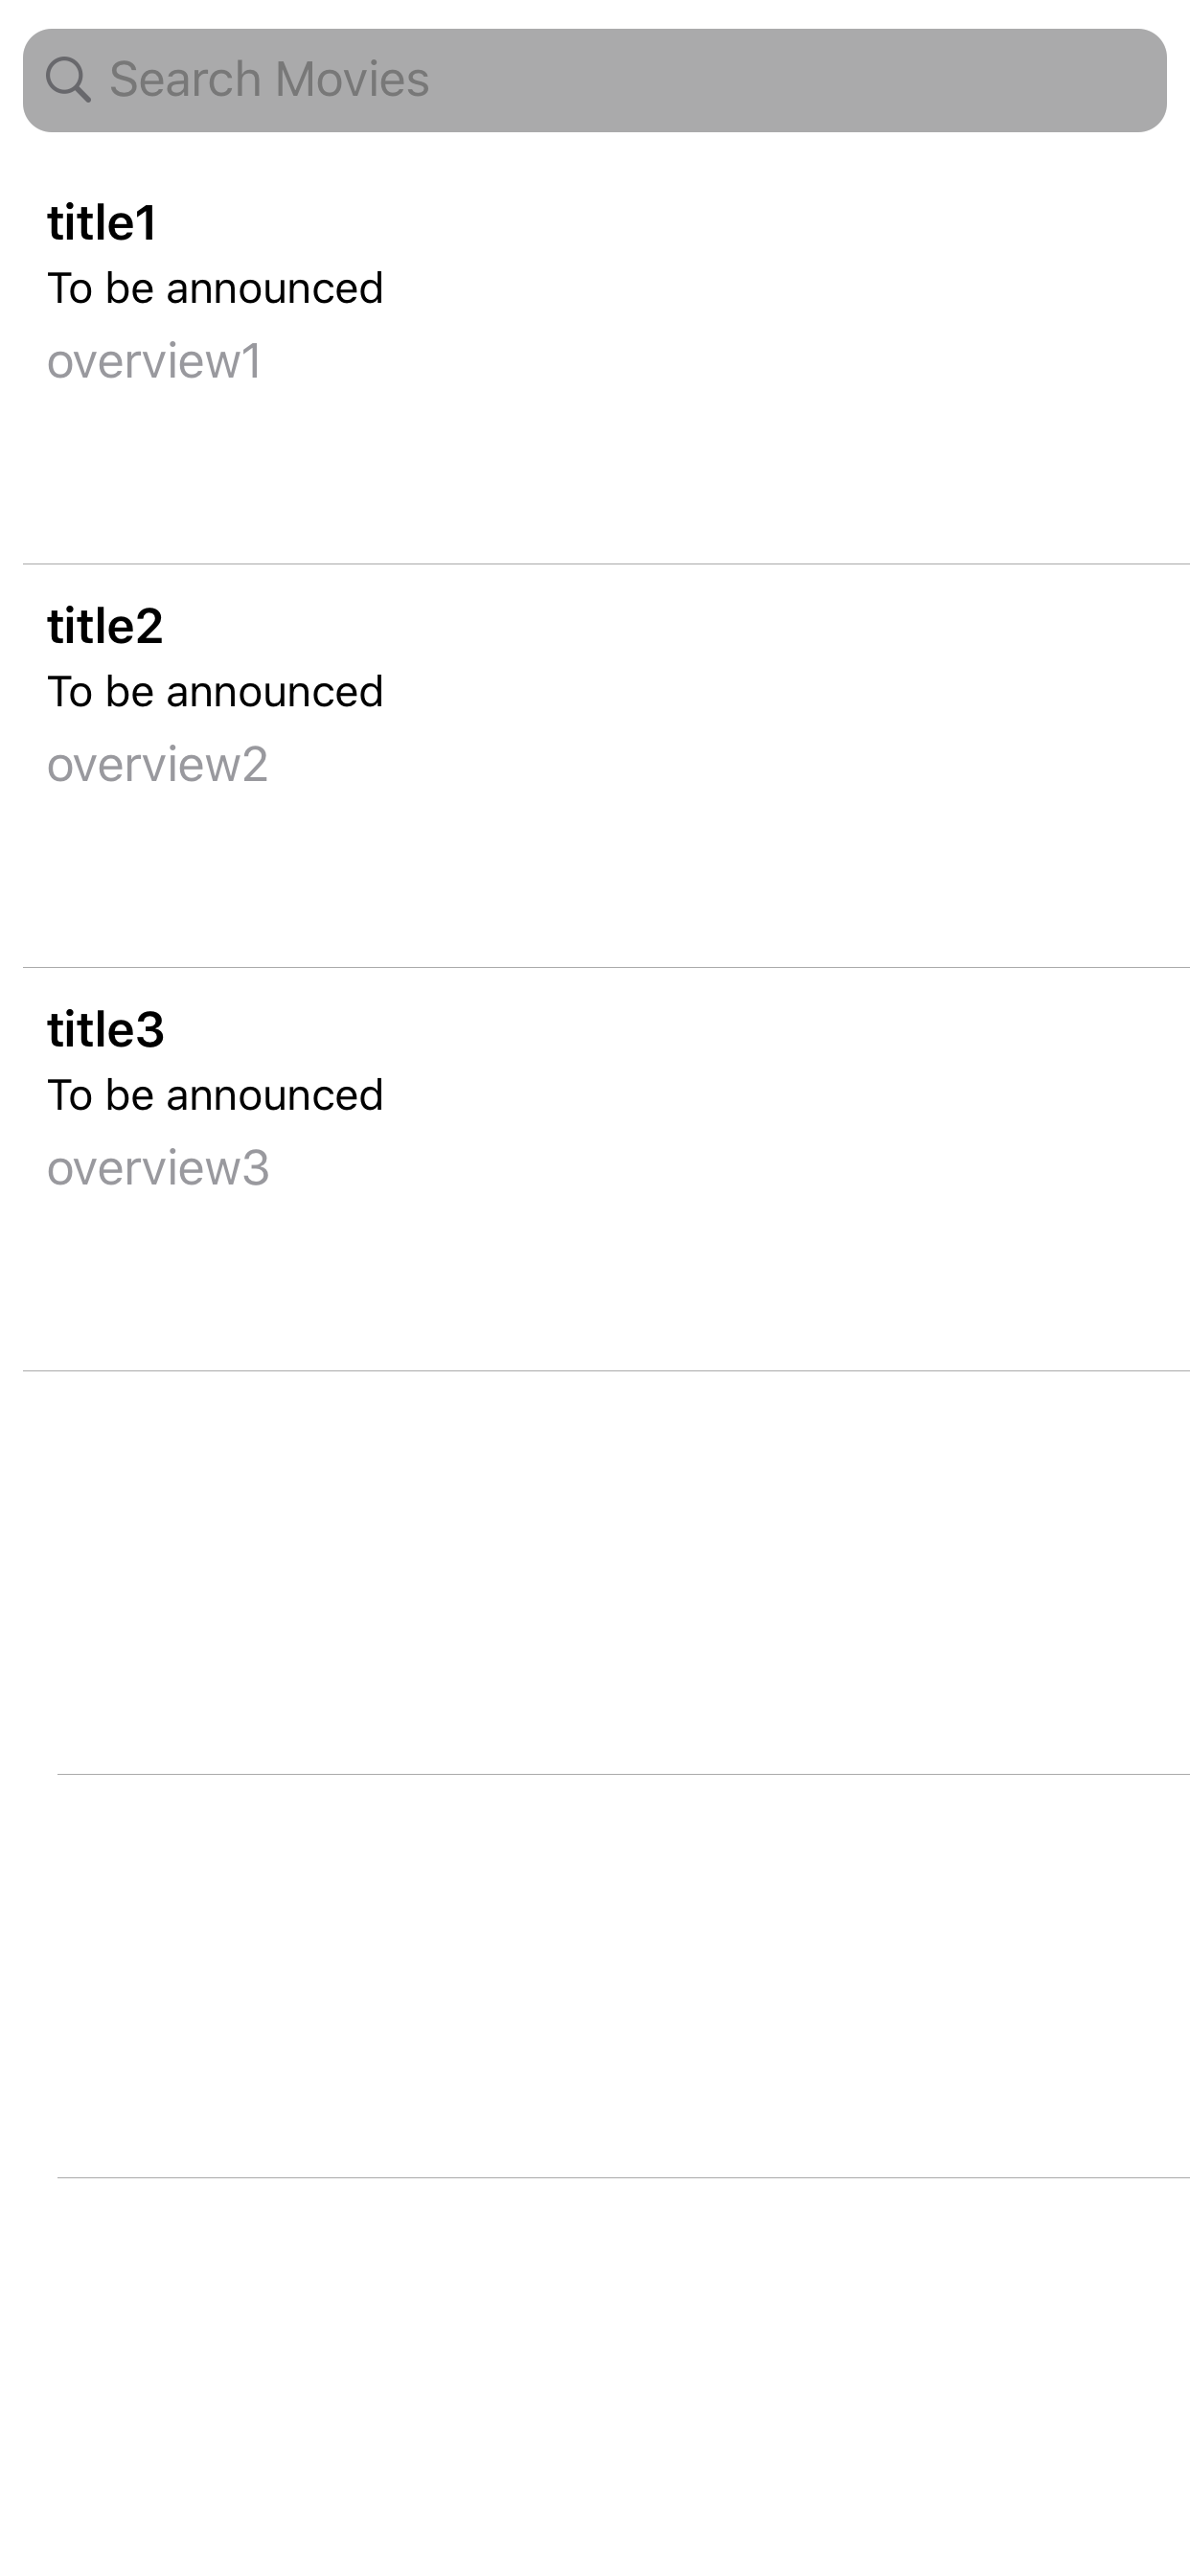 Search Movies
title1
To be announced
overview1
title2
To be announced
overview2
title3
To be announced
overview3